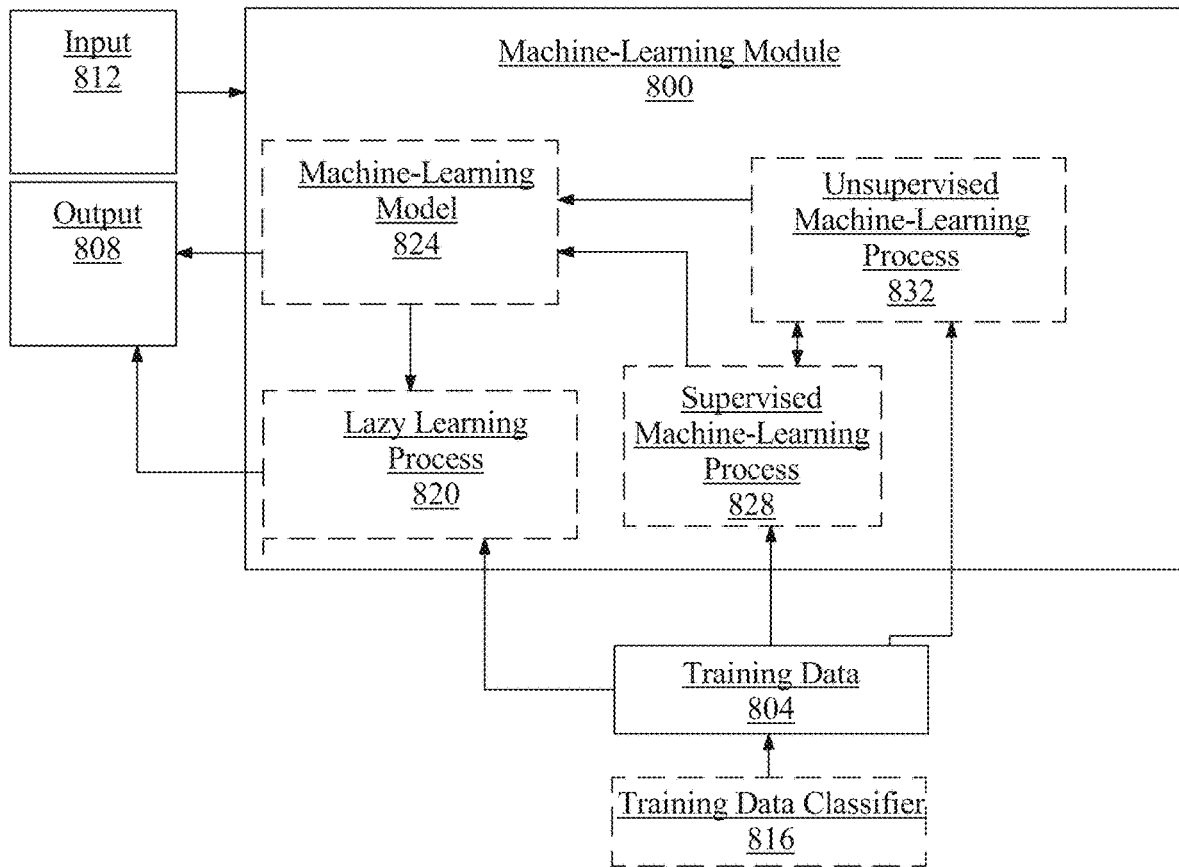 Input
812
Machine-Learning Module
800
Output
808
Machine-Learning
Model
824
Unsupervised
Machine-Learning
Process
832
Lazy Learning
Process
820
Supervised
Machine-Learning
Process
828
Training Data
804
Training Data Classifier
816